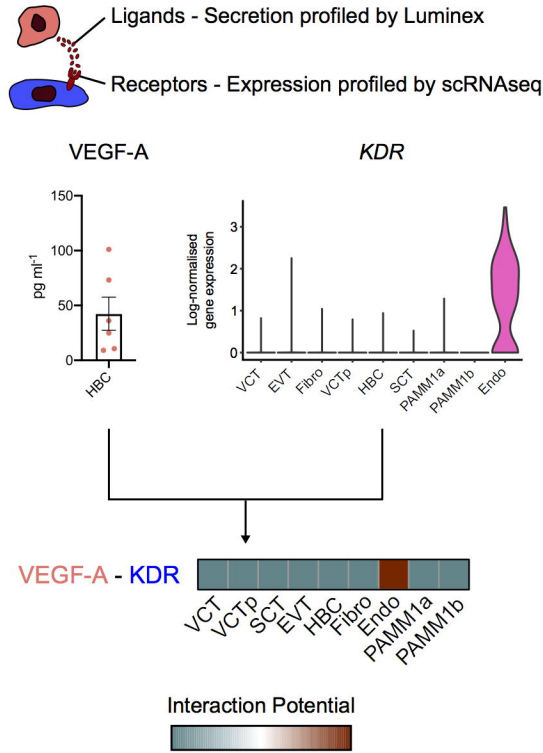 Ligands - Secretion profiled by Luminex
Receptors - Expression profiled by scRNAseq
VEGF-A
KDR
150
100
50
0
pg ml-1
HBC
Log-normalised
gene expression
3
2
1
0
VCT
EVT
Fibro
VCTp
HBC
SCT
PAMM1a
PAMM1b
Endo
VEGF-A - KDR
VCT
VCTp
SCT
EVT
HBC
Fibro
Endo
PAMM1a
PAMM1b
Interaction Potential